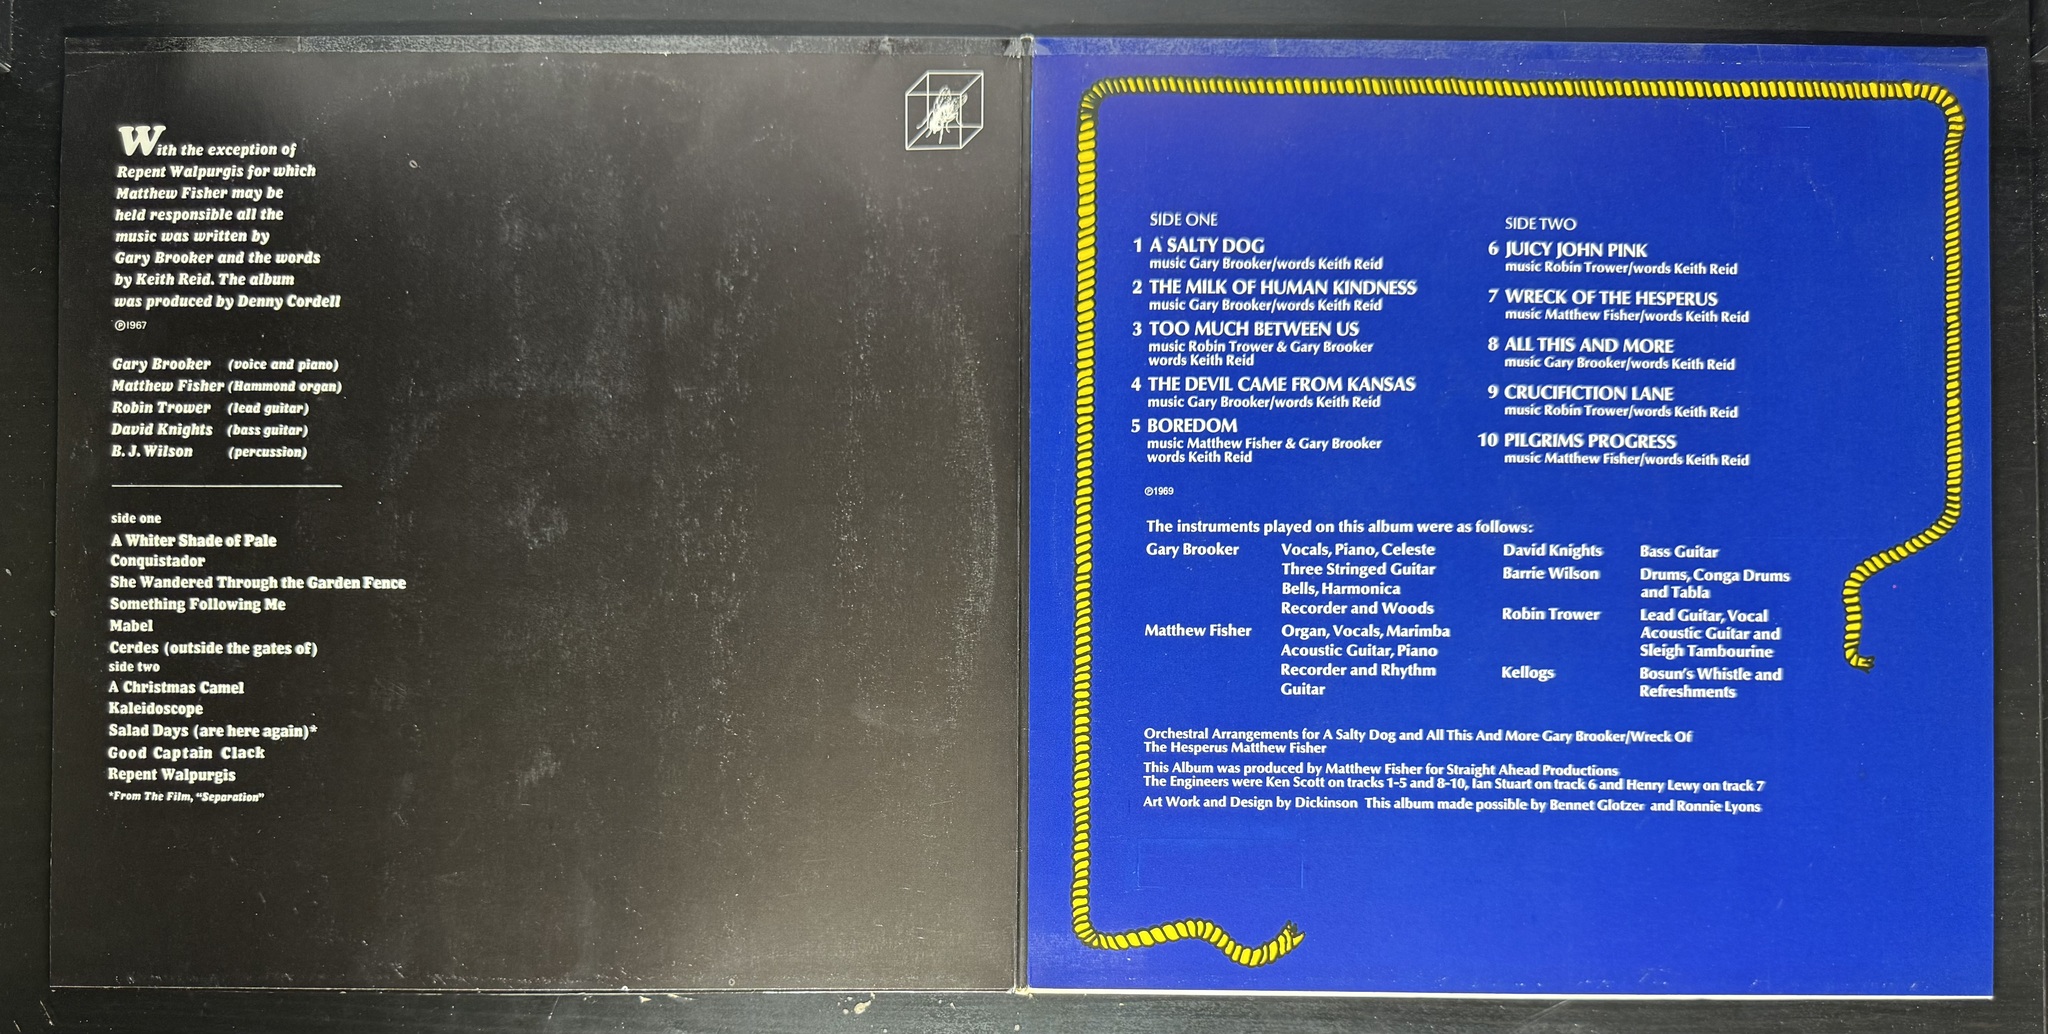 With the exception of
Repent Walpurgis for which
Matthew Fisher may be
held responsible all the
music was written by
Gary Brooker and the words
by Keith Reid. The album
was produced by Denny Cordell
℗1967
Gary Brooker (voice and piano)
Matthew Fisher (Hammond organ)
Robin Trower (lead guitar)
David Knights (bass guitar)
B. J. Wilson (percussion)
side one
A Whiter Shade of Pale
Conquistador
She Wandered Through the Garden Fence
Something Following Me
Mabel
Cerdes (outside the gates of)
side two
A Christmas Camel
Kaleidoscope
Salad Days (are here again)*
Good Captain Clack
Repent Walpurgis
*From The Film, "Separation"
SIDE ONE
1 A SALTY DOG
music Gary Brooker/words Keith Reid
2 THE MILK OF HUMAN KINDNESS
music Gary Brooker/words Keith Reid
3 TOO MUCH BETWEEN US
music Robin Trower & Gary Brooker
words Keith Reid
4 THE DEVIL CAME FROM KANSAS
music Gary Brooker/words Keith Reid
5 BOREDOM
music Matthew Fisher & Gary Brooker
words Keith Reid
℗1969
SIDE TWO
6 JUICY JOHN PINK
music Robin Trower/words Keith Reid
7 WRECK OF THE HESPERUS
music Matthew Fisher/words Keith Reid
8 ALL THIS AND MORE
music Gary Brooker/words Keith Reid
9 CRUCIFICTION LANE
music Robin Trower/words Keith Reid
10 PILGRIMS PROGRESS
music Matthew Fisher/words Keith Reid
The instruments played on this album were as follows:
Gary Brooker Vocals, Piano, Celeste
Three Stringed Guitar
Bells, Harmonica
Recorder and Woods
Matthew Fisher Organ, Vocals, Marimba
Acoustic Guitar, Piano
Recorder and Rhythm
Guitar
David Knights Bass Guitar
Barrie Wilson Drums, Conga Drums
and Tabla
Robin Trower Lead Guitar, Vocal
Acoustic Guitar and
Sleigh Tambourine
Kellogs Bosun's Whistle and
Refreshments
Orchestral Arrangements for A Salty Dog and All This And More Gary Brooker/Wreck Of
The Hesperus Matthew Fisher
This Album was produced by Matthew Fisher for Straight Ahead Productions
The Engineers were Ken Scott on tracks 1-5 and 8-10, Ian Stuart on track 6 and Henry Lewy on track 7
Art Work and Design by Dickinson This album made possible by Bennet Glotzer and Ronnie Lyons